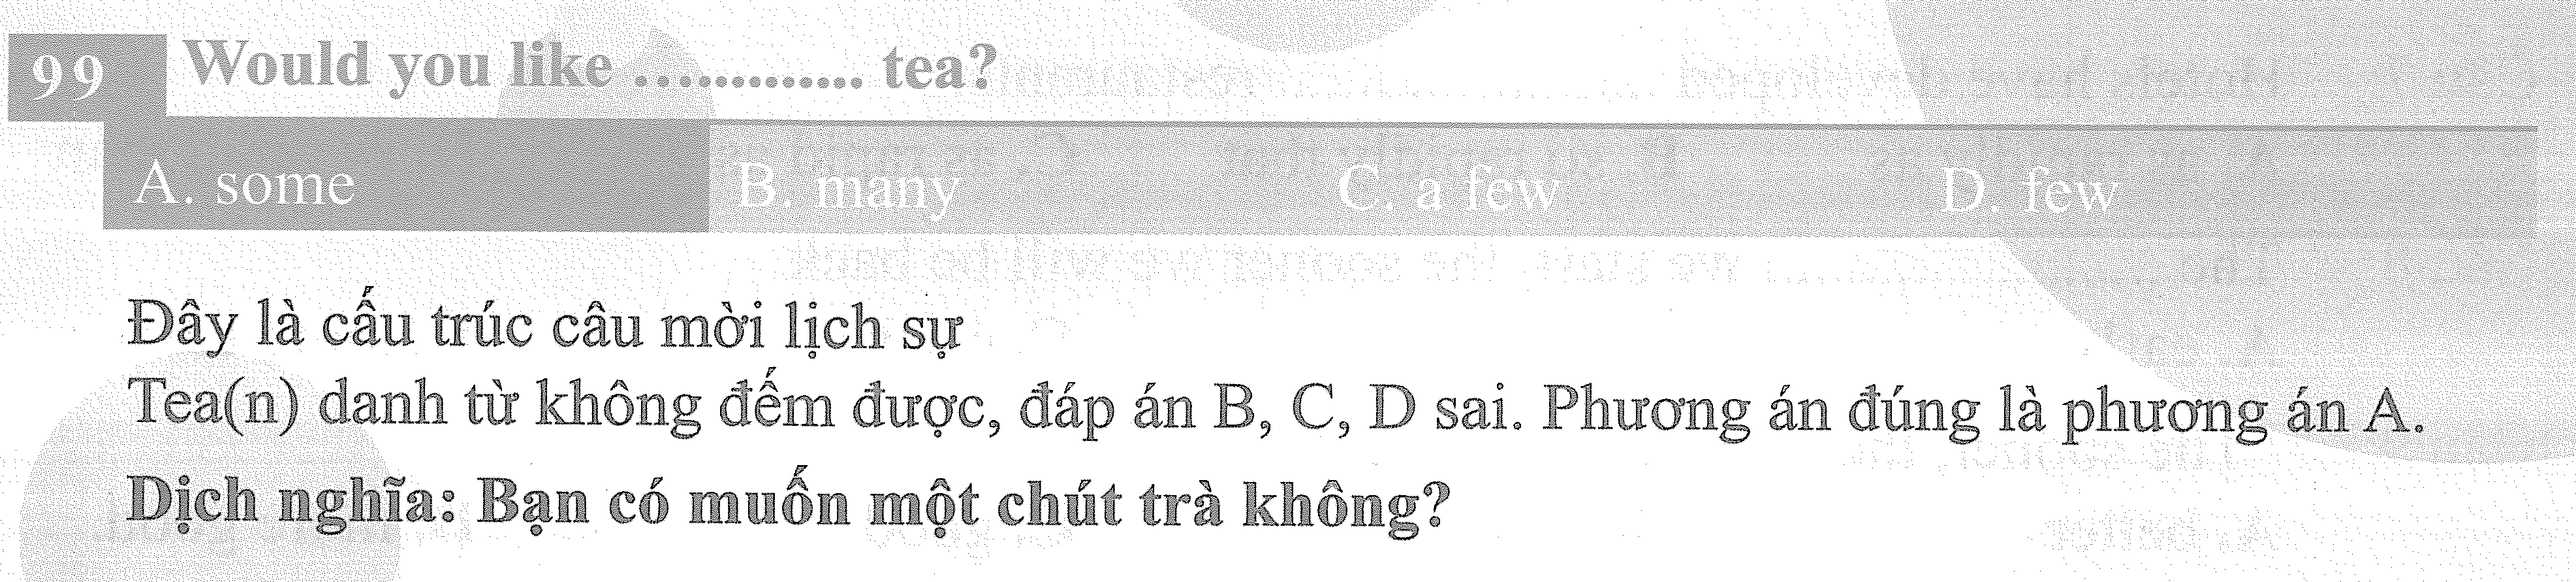 99 Would you like ............. tea?
A. some B. many C. a few D. few
Đây là cấu trúc câu mời lịch sự
Tea(n) danh từ không đếm được, đáp án B, C, D sai. Phương án đúng là phương án A.
Dịch nghĩa: Bạn có muốn một chút trà không?